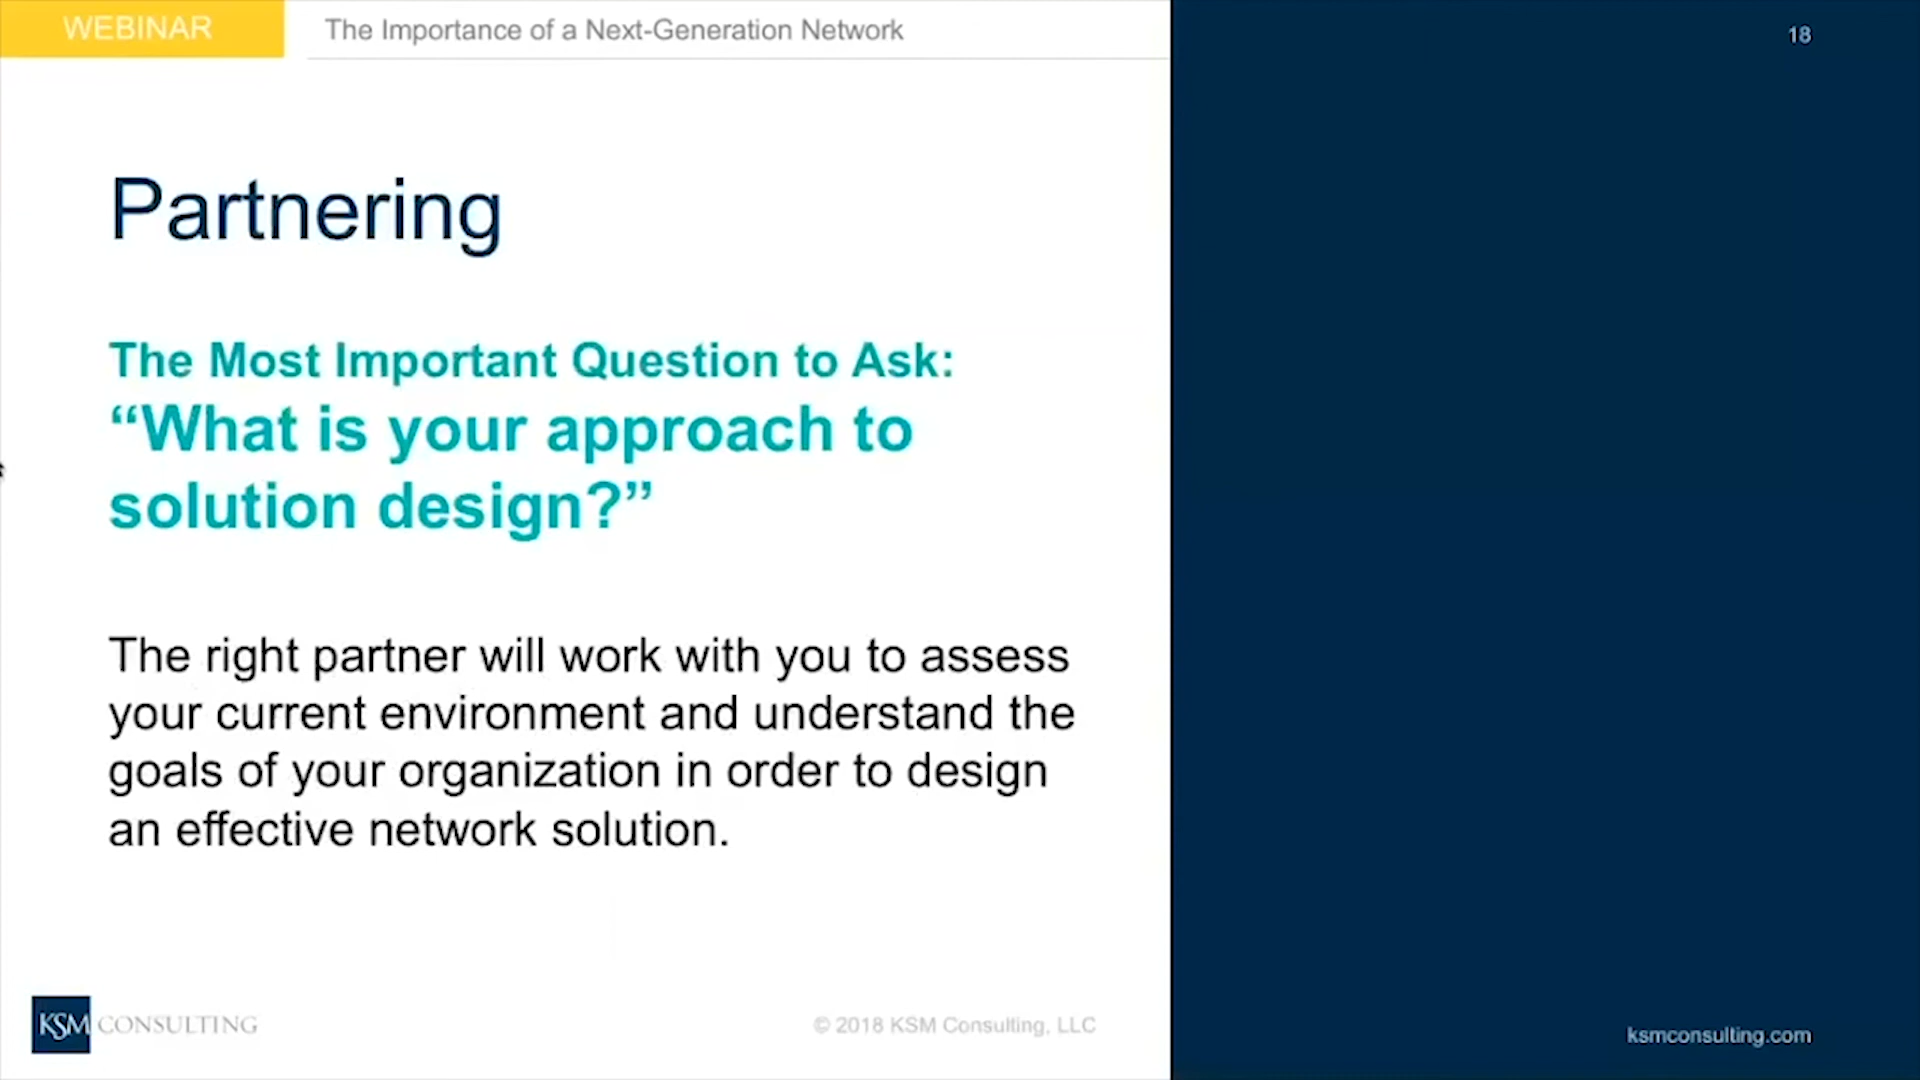 WEBINAR
The Importance of a Next-Generation Network
18
Partnering
The Most Important Question to Ask:
“What is your approach to
solution design?”
The right partner will work with you to assess
your current environment and understand the
goals of your organization in order to design
an effective network solution.
KSM CONSULTING
© 2018 KSM Consulting, LLC
ksmconsulting.com